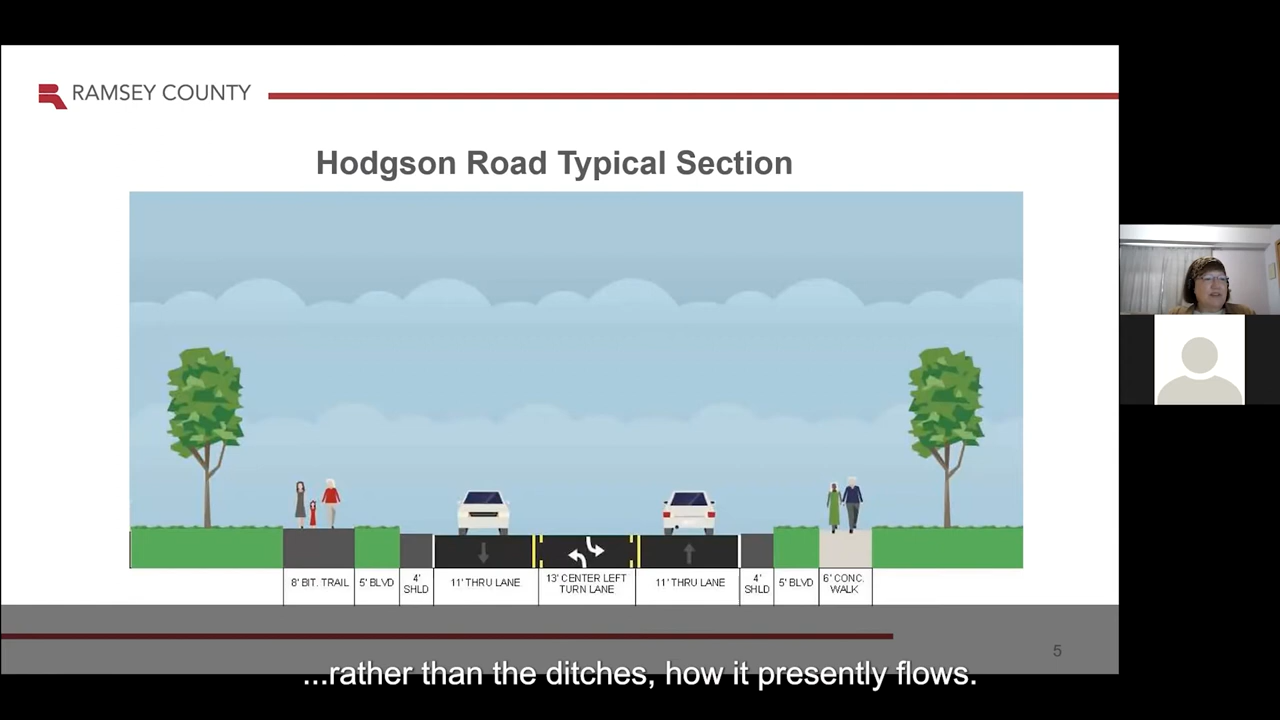 RAMSEY COUNTY
Hodgson Road Typical Section
8' BIT. TRAIL
5' BLVD
4'
SHLD
11' THRU LANE
13' CENTER LEFT
TURN LANE
11' THRU LANE
4'
SHLD
5' BLVD
6' CONC.
WALK
5
...rather than the ditches, how it presently flows.